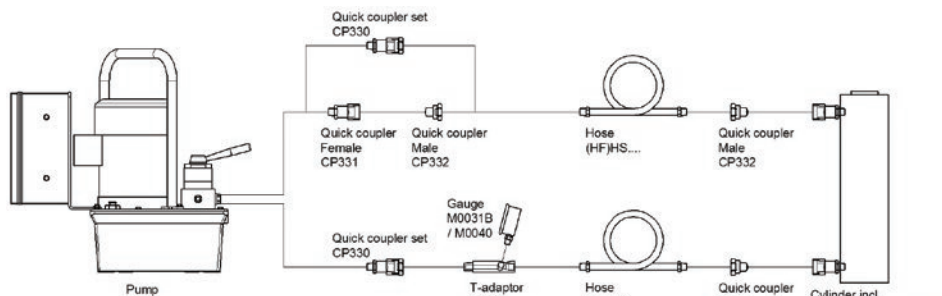 Quick coupler set
CP330
Quick coupler
Female
CP331
Quick coupler
Male
CP332
Hose
(HF)HS....
Quick coupler
Male
CP332
Gauge
M0031B
/ M0040
Quick coupler set
CP330
Pump
T-adaptor
Hose
Quick coupler
Cylinder incl